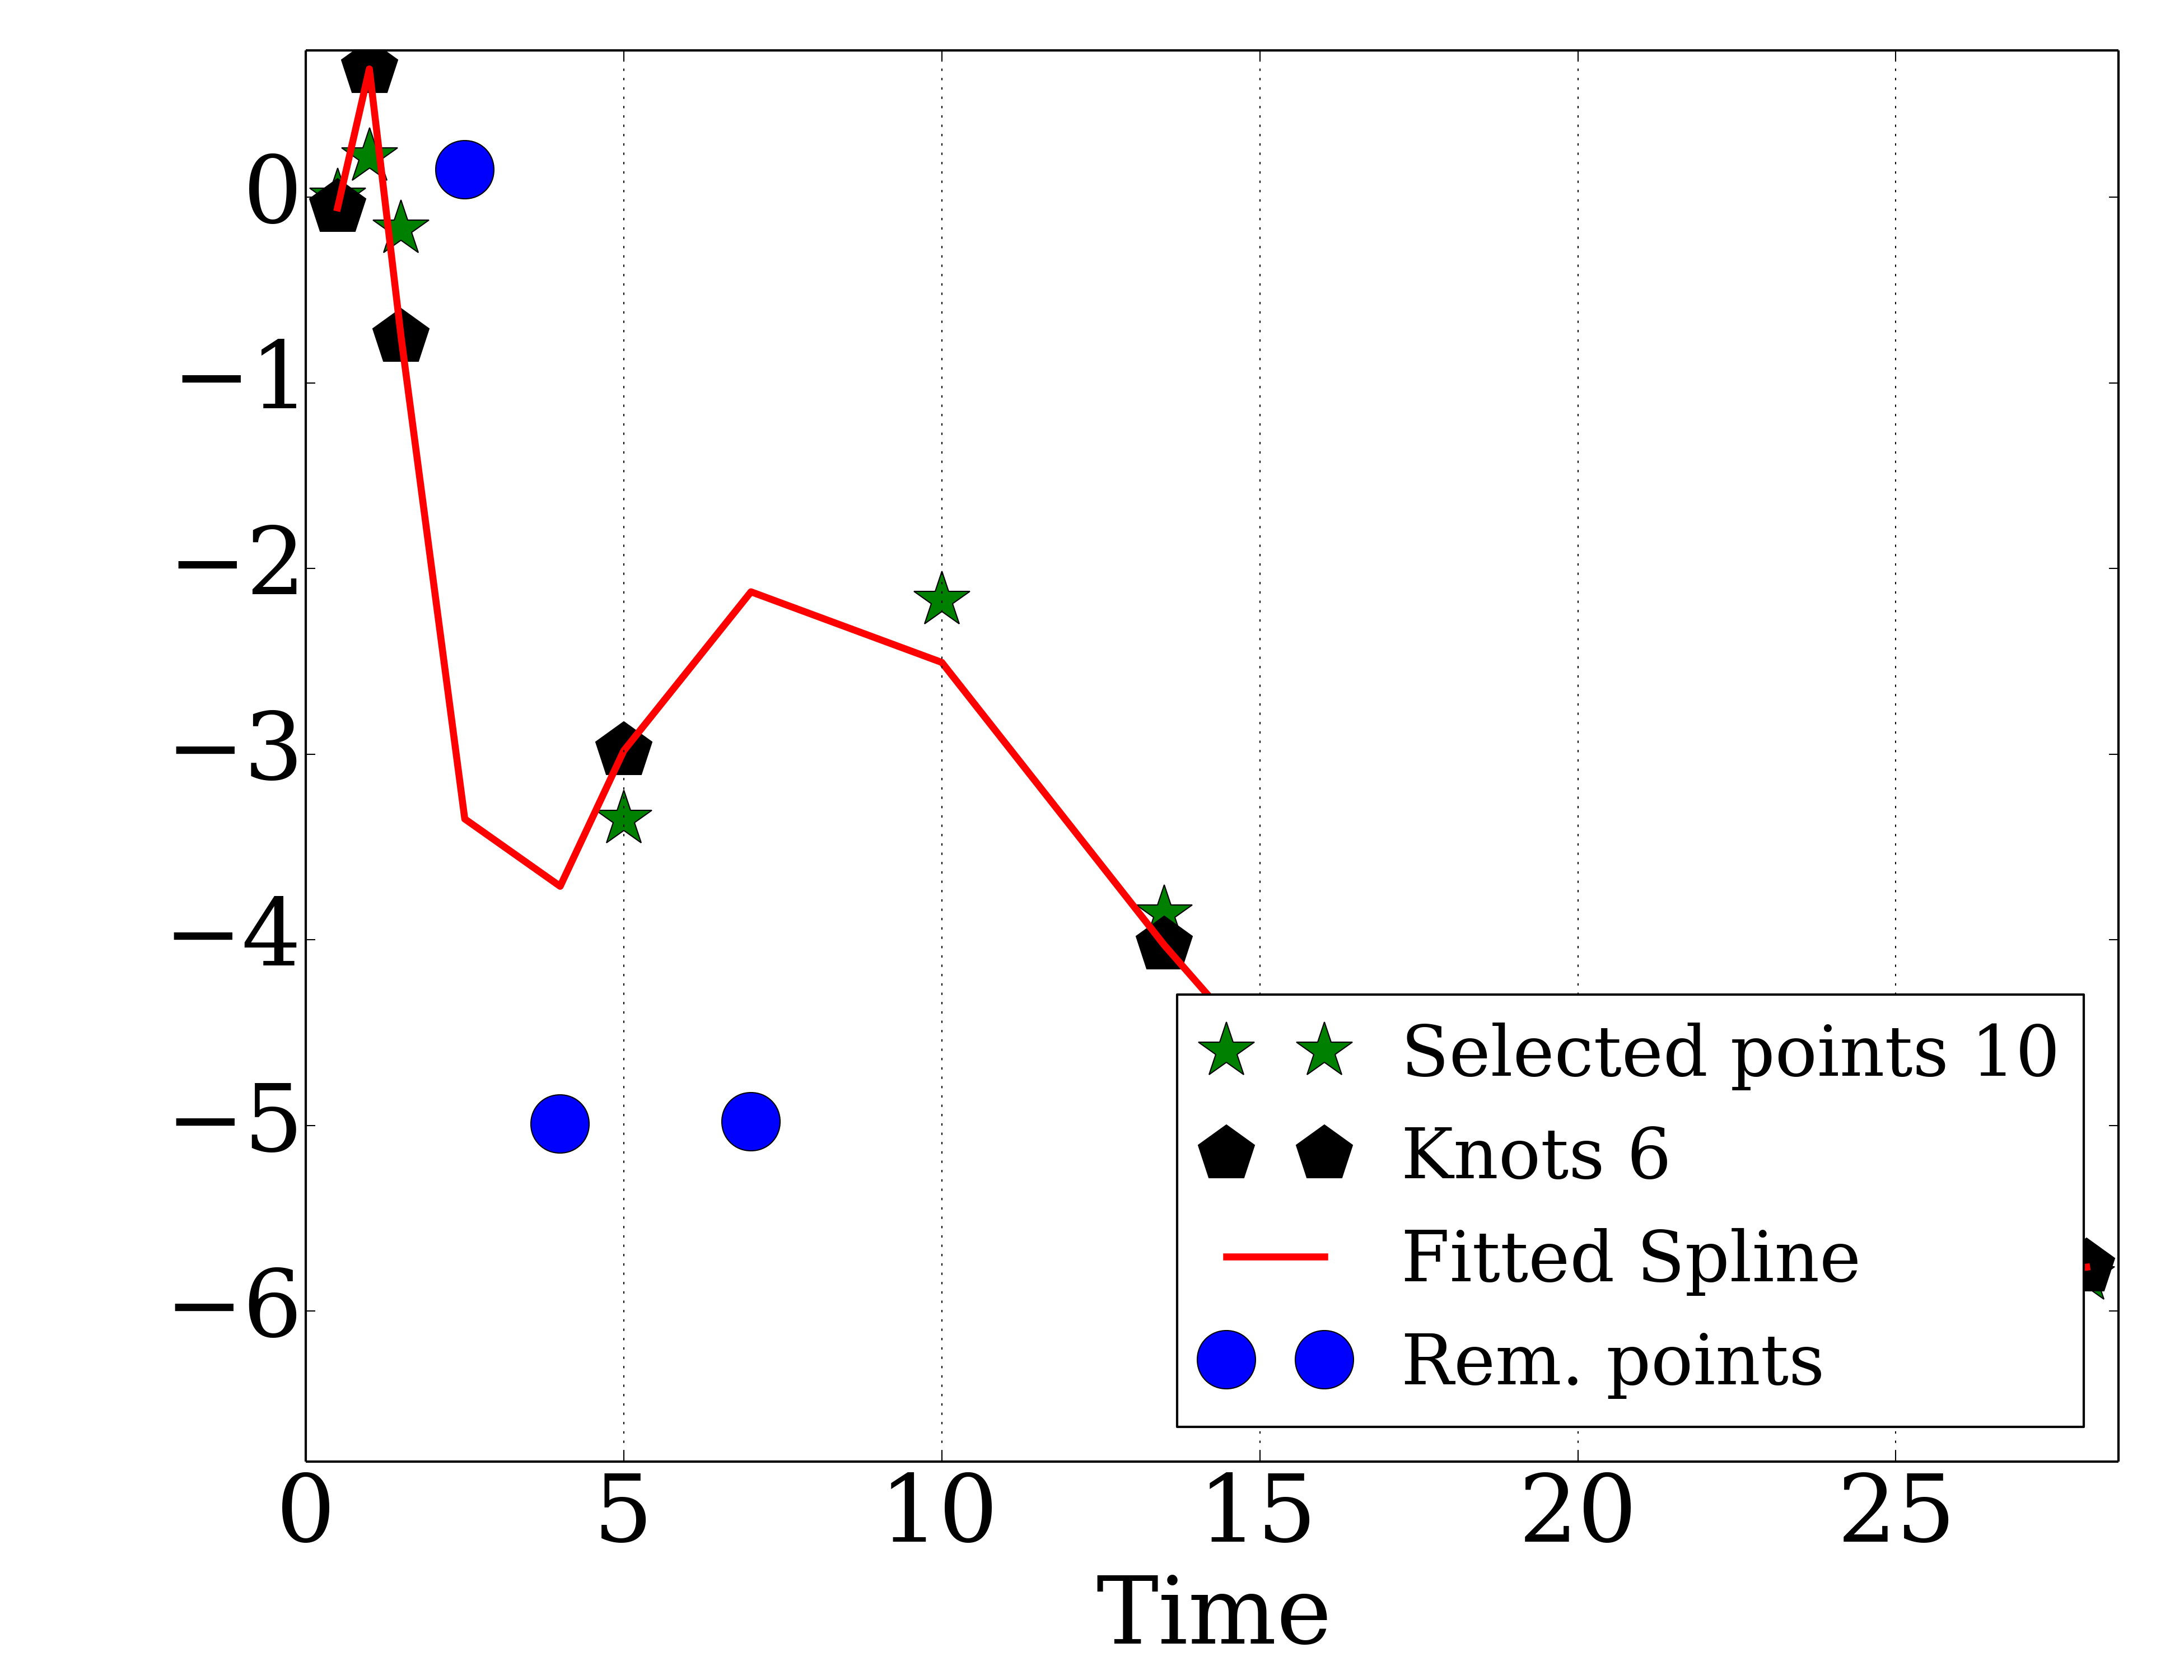 0
−1
−2
−3
−4
−5
−6
Selected points 10
Knots 6
Fitted Spline
Rem. points
0 5 10 15 20 25
Time